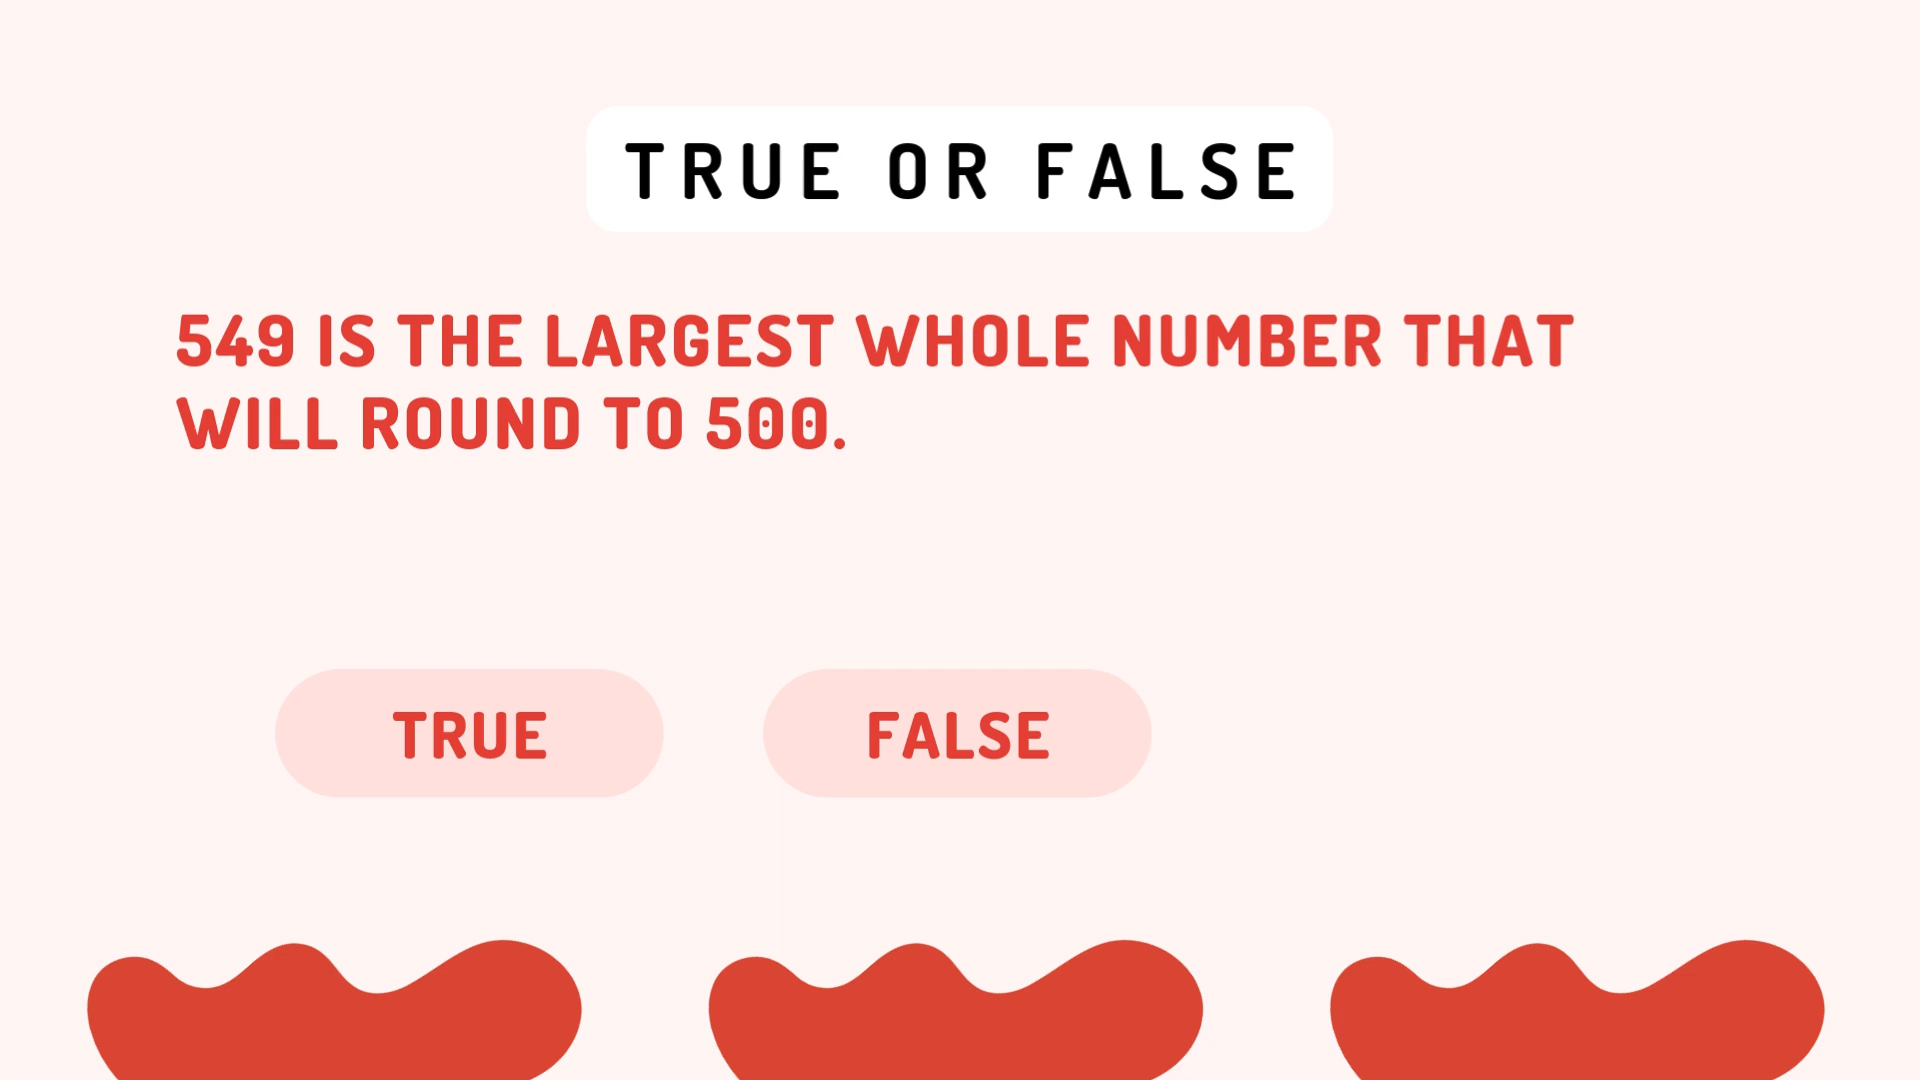 TRUE OR FALSE
549 IS THE LARGEST WHOLE NUMBER THAT
WILL ROUND TO 500.
TRUE
FALSE